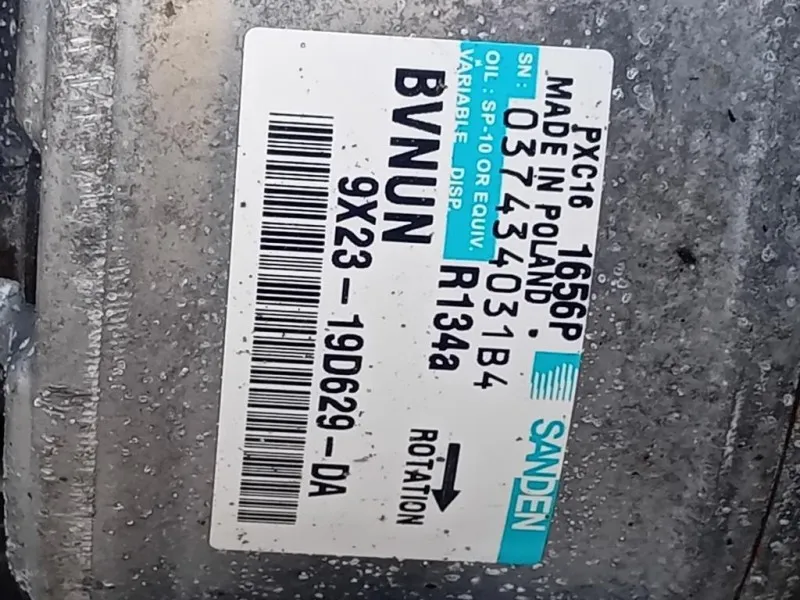 PXC16 1656P SANDEN
MADE IN POLAND.
SN: 037434031B4
OIL : SP-10 OR EQUIV.
VARIABLE DISP. R134a
ROTATION
BVNUN
9X23-19D629-DA